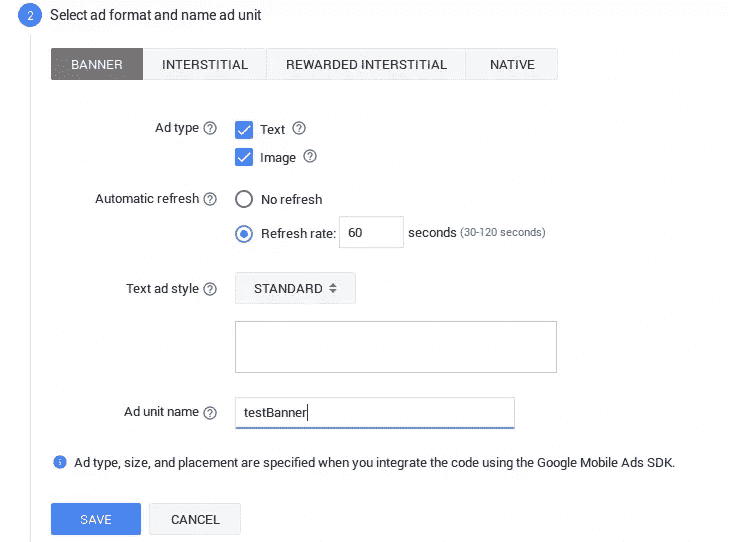 2 Select ad format and name ad unit
BANNER INTERSTITIAL REWARDED INTERSTITIAL NATIVE
Ad type ? Text ?
Image ?
Automatic refresh ? No refresh
Refresh rate: 60 seconds (30-120 seconds)
Text ad style ? STANDARD
Ad unit name ? testBanner
i Ad type, size, and placement are specified when you integrate the code using the Google Mobile Ads SDK.
SAVE CANCEL